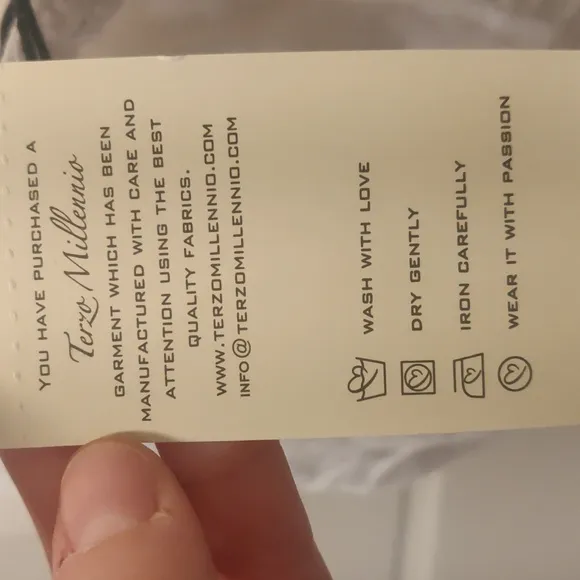 YOU HAVE PURCHASED A
Terzo Millennio
GARMENT WHICH HAS BEEN
MANUFACTURED WITH CARE AND
ATTENTION USING THE BEST
QUALITY FABRICS.
WWW.TERZOMILLENNIO.COM
INFO@TERZOMILLENNIO.COM
WASH WITH LOVE
DRY GENTLY
IRON CAREFULLY
WEAR IT WITH PASSION